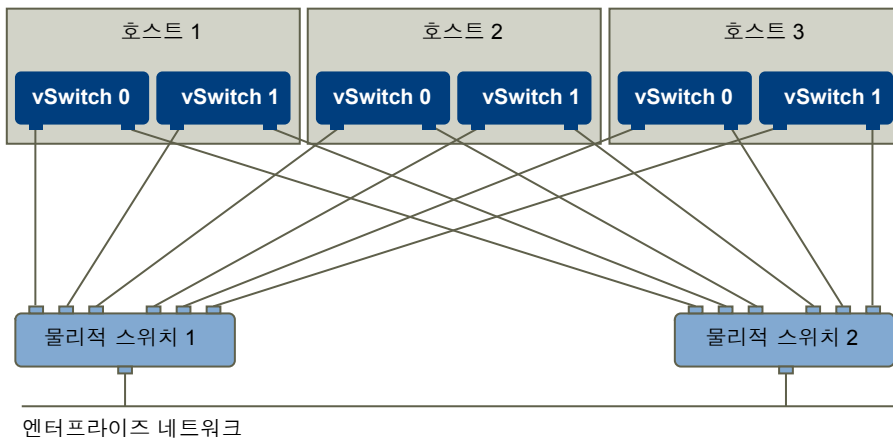 호스트 1
호스트 2
호스트 3
vSwitch 0
vSwitch 1
vSwitch 0
vSwitch 1
vSwitch 0
vSwitch 1
물리적 스위치 1
물리적 스위치 2
엔터프라이즈 네트워크